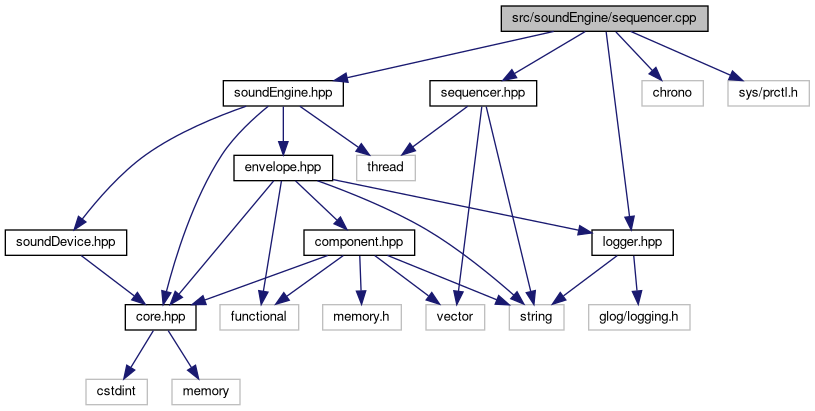 src/soundEngine/sequencer.cpp
soundEngine.hpp
sequencer.hpp
chrono
sys/prctl.h
envelope.hpp
thread
soundDevice.hpp
component.hpp
logger.hpp
core.hpp
functional
memory.h
vector
string
glog/logging.h
cstdint
memory